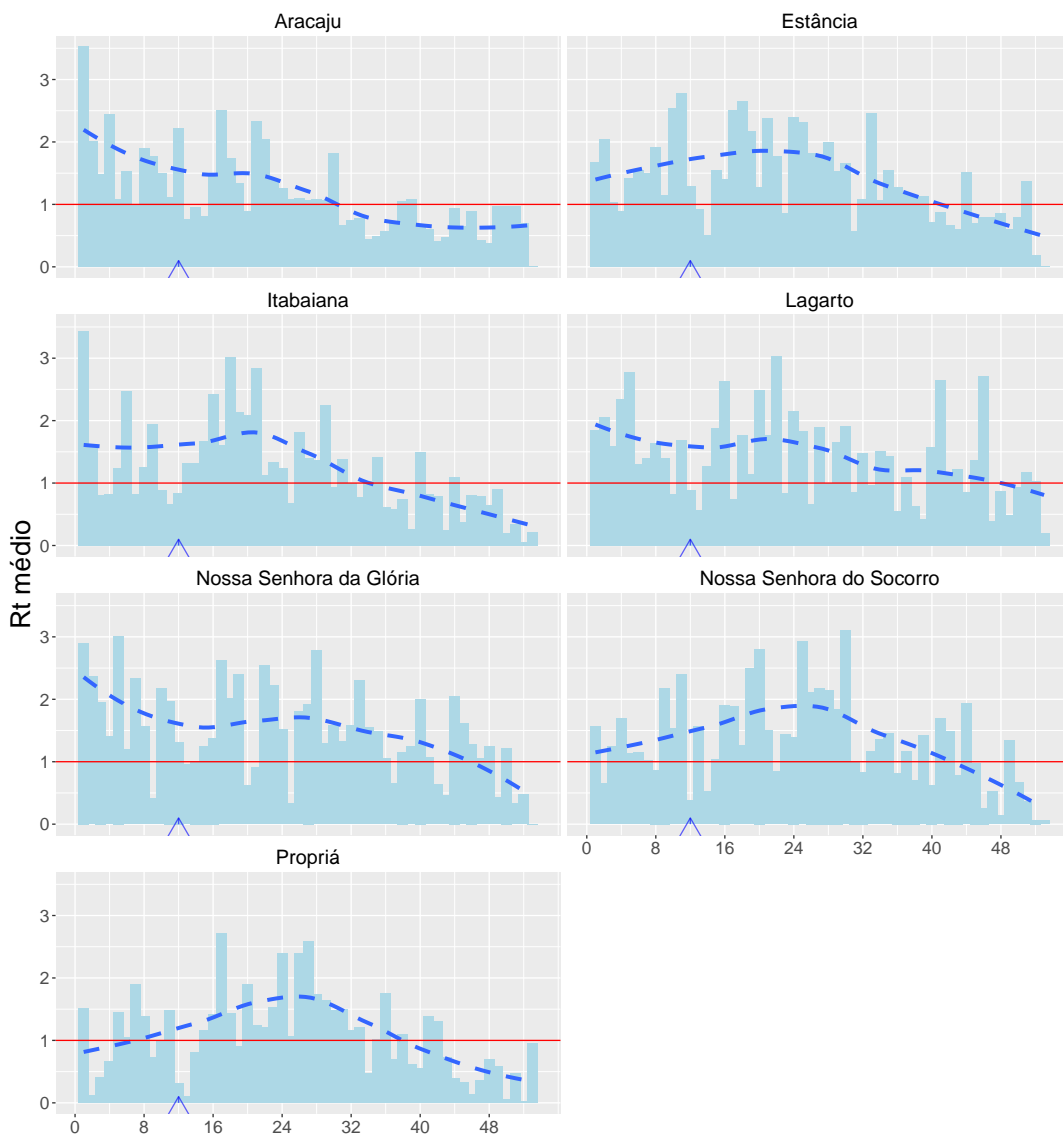 Aracaju
Estância
3
2
1
0
Itabaiana
Lagarto
3
2
1
0
Rt médio
Nossa Senhora da Glória
Nossa Senhora do Socorro
3
2
1
0
0 8 16 24 32 40 48
Propriá
3
2
1
0
0 8 16 24 32 40 48